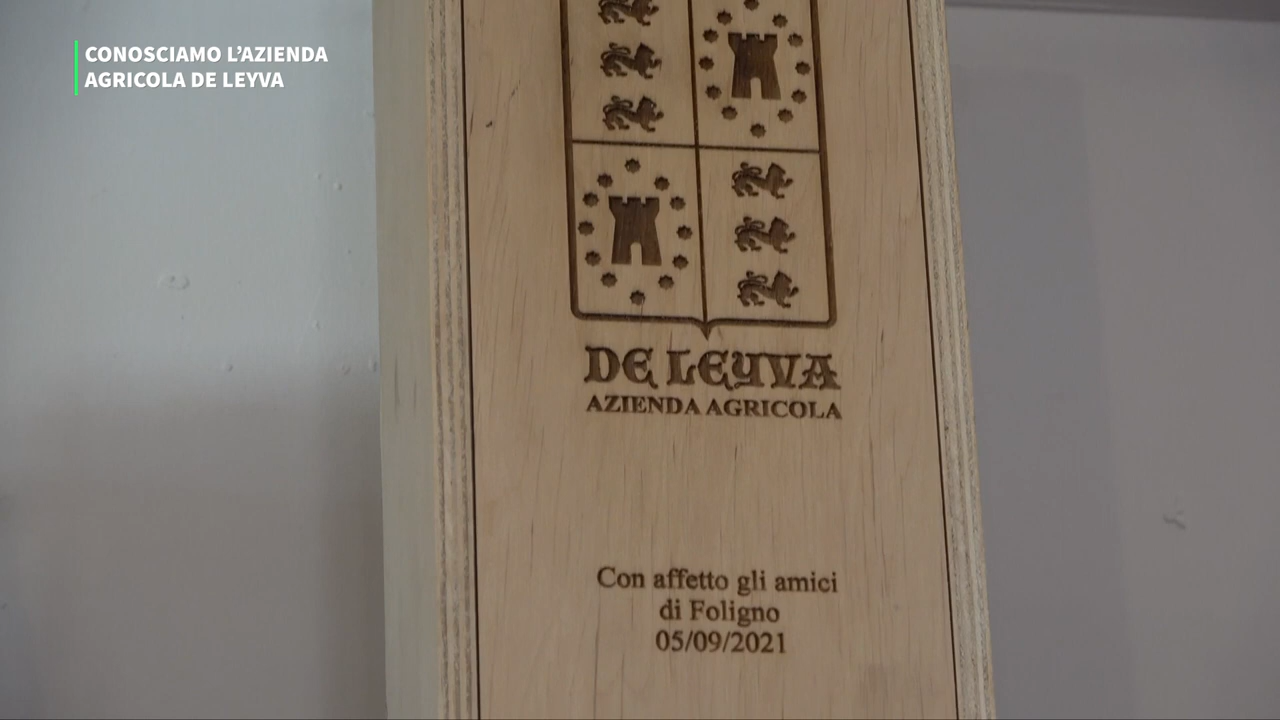 CONOSCIAMO L'AZIENDA
AGRICOLA DE LEYVA
DE LEYVA
AZIENDA AGRICOLA
Con affetto gli amici
di Foligno
05/09/2021